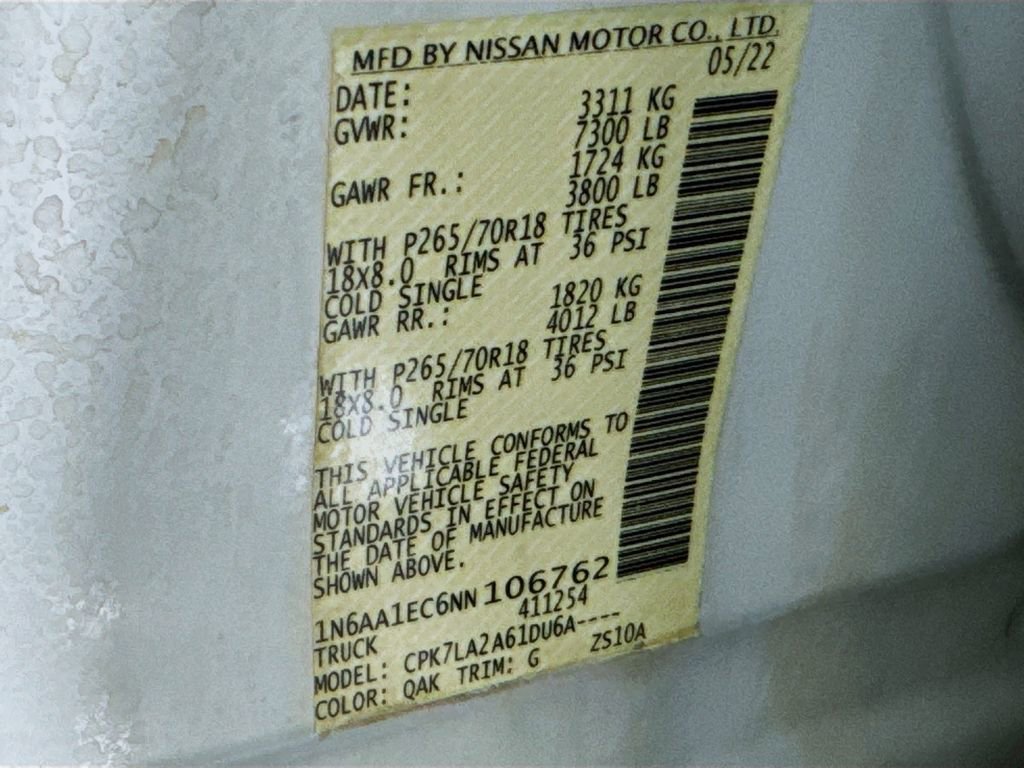 MFD BY NISSAN MOTOR CO., LTD.
DATE: 05/22
GVWR: 3311 KG
7300 LB
GAWR FR.: 1724 KG
3800 LB
WITH P265/70R18 TIRES
18X8.0 RIMS AT 36 PSI
COLD SINGLE
GAWR RR.: 1820 KG
4012 LB
WITH P265/70R18 TIRES
18X8.0 RIMS AT 36 PSI
COLD SINGLE
THIS VEHICLE CONFORMS TO
ALL APPLICABLE FEDERAL
MOTOR VEHICLE SAFETY
STANDARDS IN EFFECT ON
THE DATE OF MANUFACTURE
SHOWN ABOVE.
1N6AA1EC6NN106762
TRUCK 411254
MODEL: CPK7LA2A61DU6A----
COLOR: QAK TRIM: G ZS10A